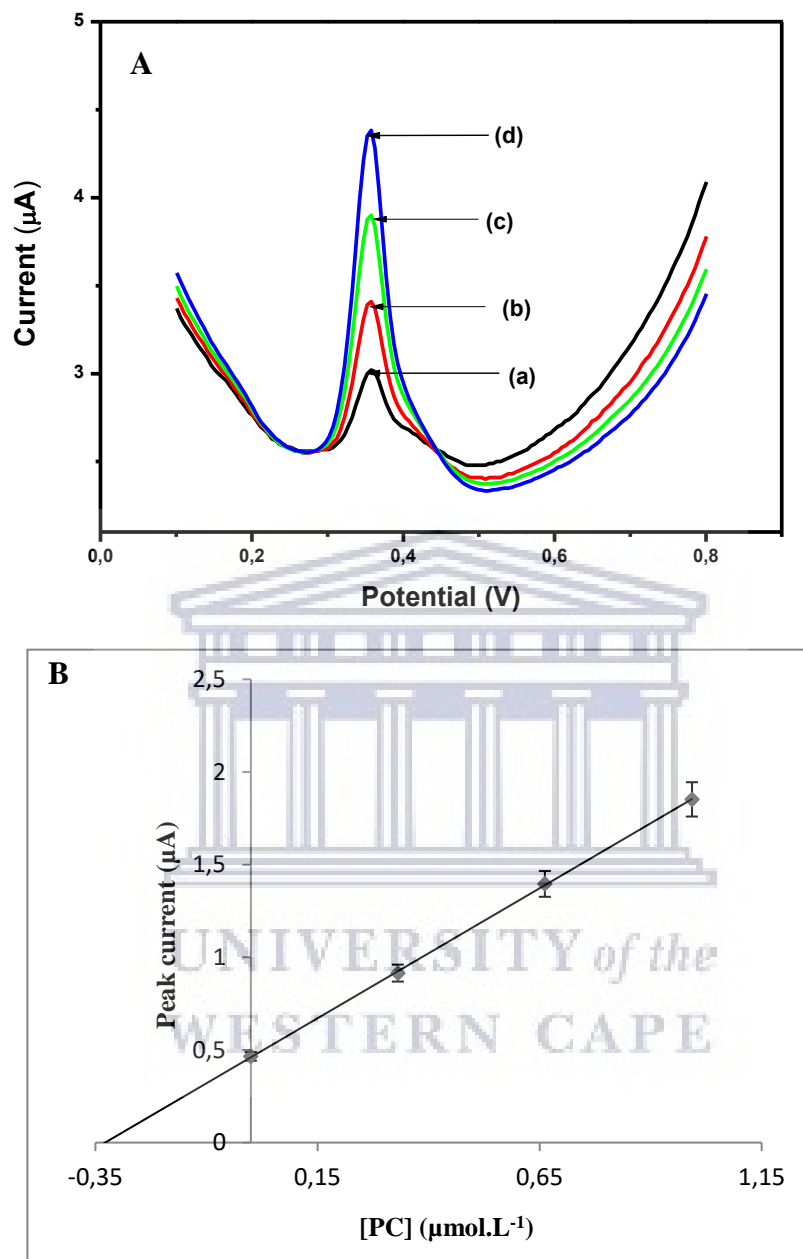 A
5
4
3
Current (µA)
(d)
(c)
(b)
(a)
0,0
0,2
0,4
0,6
0,8
Potential (V)
B
2,5
2
1,5
1
0,5
0
Peak current (µA)
UNIVERSITY of the
WESTERN CAPE
-0,35
0,15
0,65
1,15
[PC] (µmol.L⁻¹)